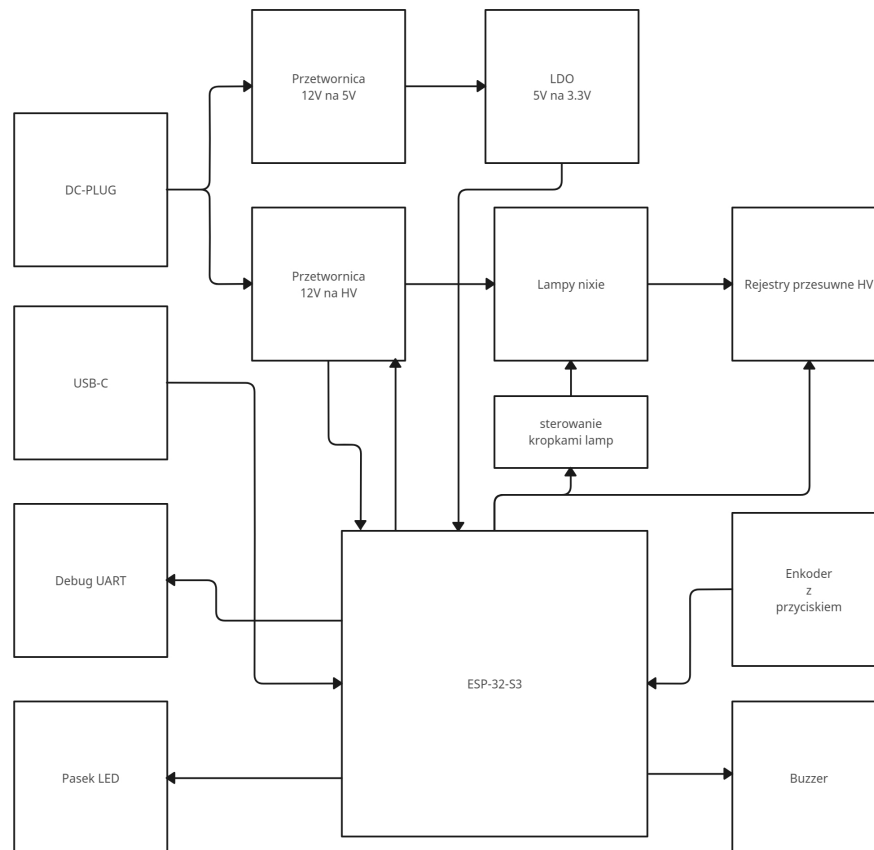 Przetwornica
12V na 5V
LDO
5V na 3.3V
DC-PLUG
Przetwornica
12V na HV
Lampy nixie
Rejestry przesuwne HV
USB-C
sterowanie
kropkami lamp
Debug UART
Enkoder
z
przyciskiem
ESP-32-S3
Pasek LED
Buzzer